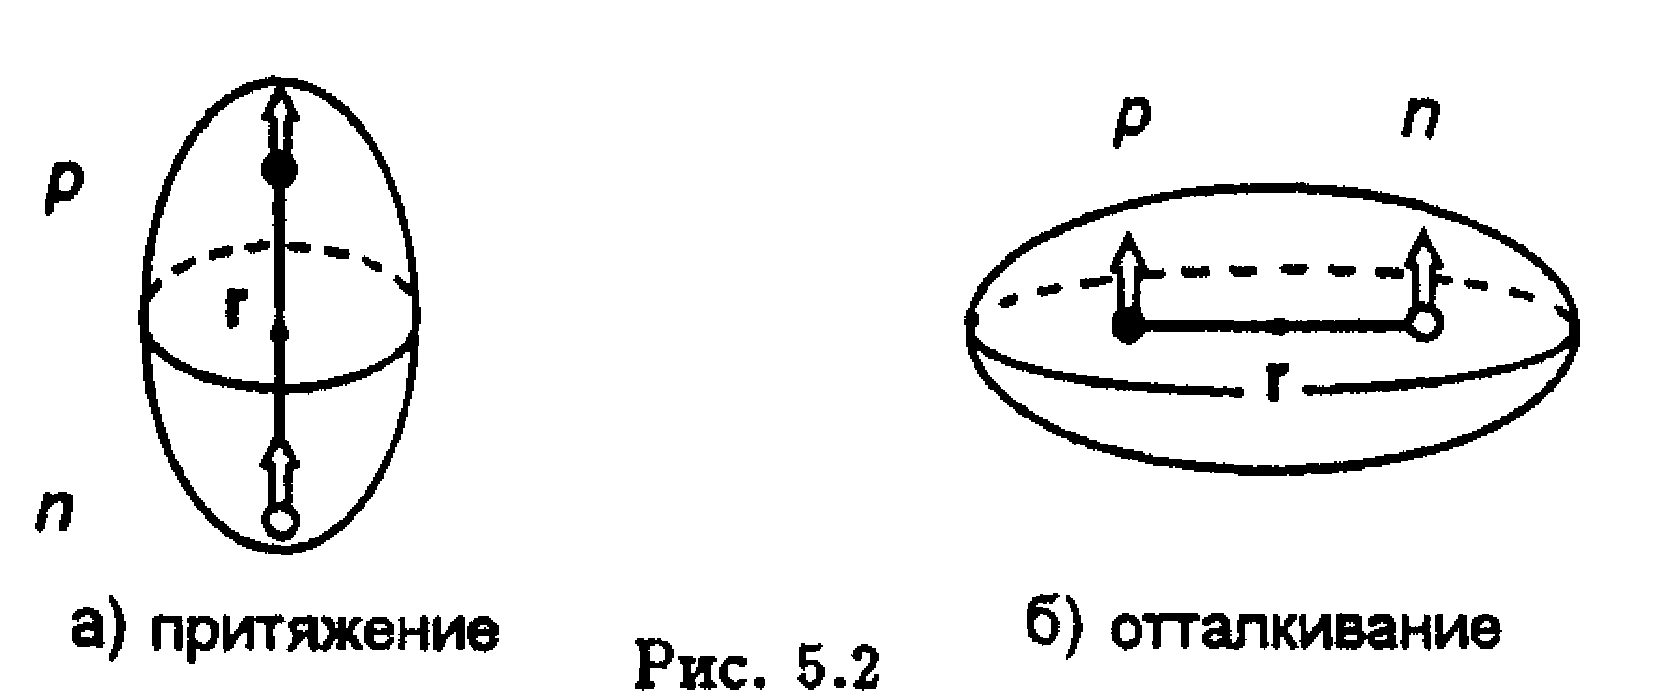 p
r
n
а) притяжение
p n
r
б) отталкивание
Рис. 5.2